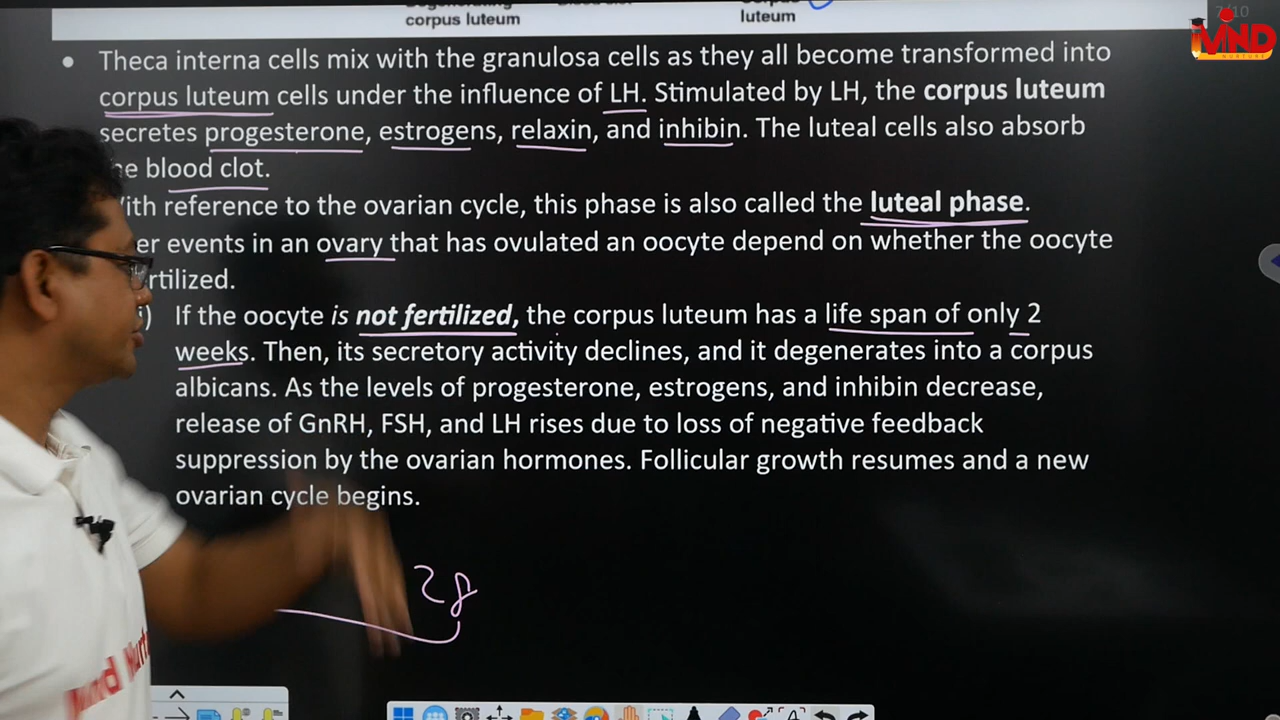 corpus luteum
luteum
7/10
MIND
NURTURE
Theca interna cells mix with the granulosa cells as they all become transformed into
corpus luteum cells under the influence of LH. Stimulated by LH, the corpus luteum
secretes progesterone, estrogens, relaxin, and inhibin. The luteal cells also absorb
he blood clot.
ith reference to the ovarian cycle, this phase is also called the luteal phase.
er events in an ovary that has ovulated an oocyte depend on whether the oocyte
rtilized.
i) If the oocyte is not fertilized, the corpus luteum has a life span of only 2
weeks. Then, its secretory activity declines, and it degenerates into a corpus
albicans. As the levels of progesterone, estrogens, and inhibin decrease,
release of GnRH, FSH, and LH rises due to loss of negative feedback
suppression by the ovarian hormones. Follicular growth resumes and a new
ovarian cycle begins.
28
Mind Nurtu